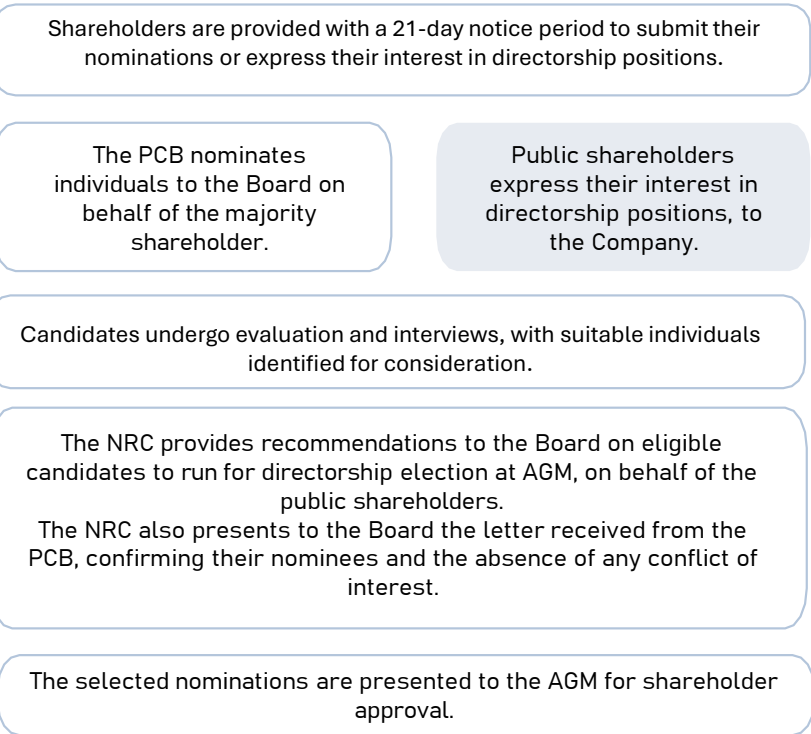 Shareholders are provided with a 21-day notice period to submit their
nominations or express their interest in directorship positions.
The PCB nominates
individuals to the Board on
behalf of the majority
shareholder.
Public shareholders
express their interest in
directorship positions, to
the Company.
Candidates undergo evaluation and interviews, with suitable individuals
identified for consideration.
The NRC provides recommendations to the Board on eligible
candidates to run for directorship election at AGM, on behalf of the
public shareholders.
The NRC also presents to the Board the letter received from the
PCB, confirming their nominees and the absence of any conflict of
interest.
The selected nominations are presented to the AGM for shareholder
approval.